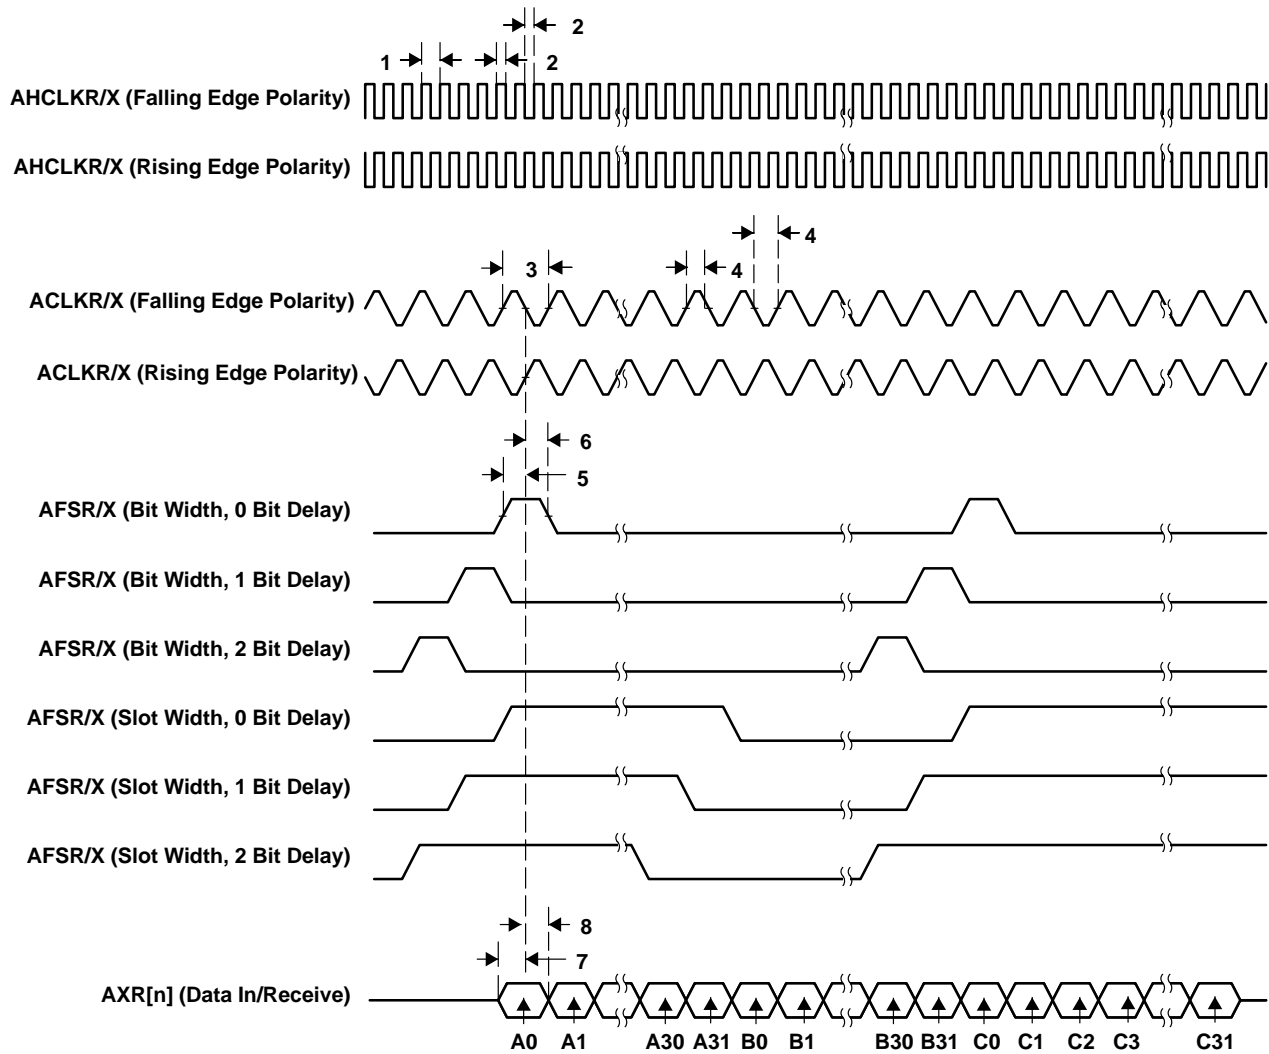 2
1 2
AHCLKR/X (Falling Edge Polarity)
AHCLKR/X (Rising Edge Polarity)
4
3 4
ACLKR/X (Falling Edge Polarity)
ACLKR/X (Rising Edge Polarity)
6
5
AFSR/X (Bit Width, 0 Bit Delay)
AFSR/X (Bit Width, 1 Bit Delay)
AFSR/X (Bit Width, 2 Bit Delay)
AFSR/X (Slot Width, 0 Bit Delay)
AFSR/X (Slot Width, 1 Bit Delay)
AFSR/X (Slot Width, 2 Bit Delay)
8
7
AXR[n] (Data In/Receive)
A0 A1 A30 A31 B0 B1 B30 B31 C0 C1 C2 C3 C31